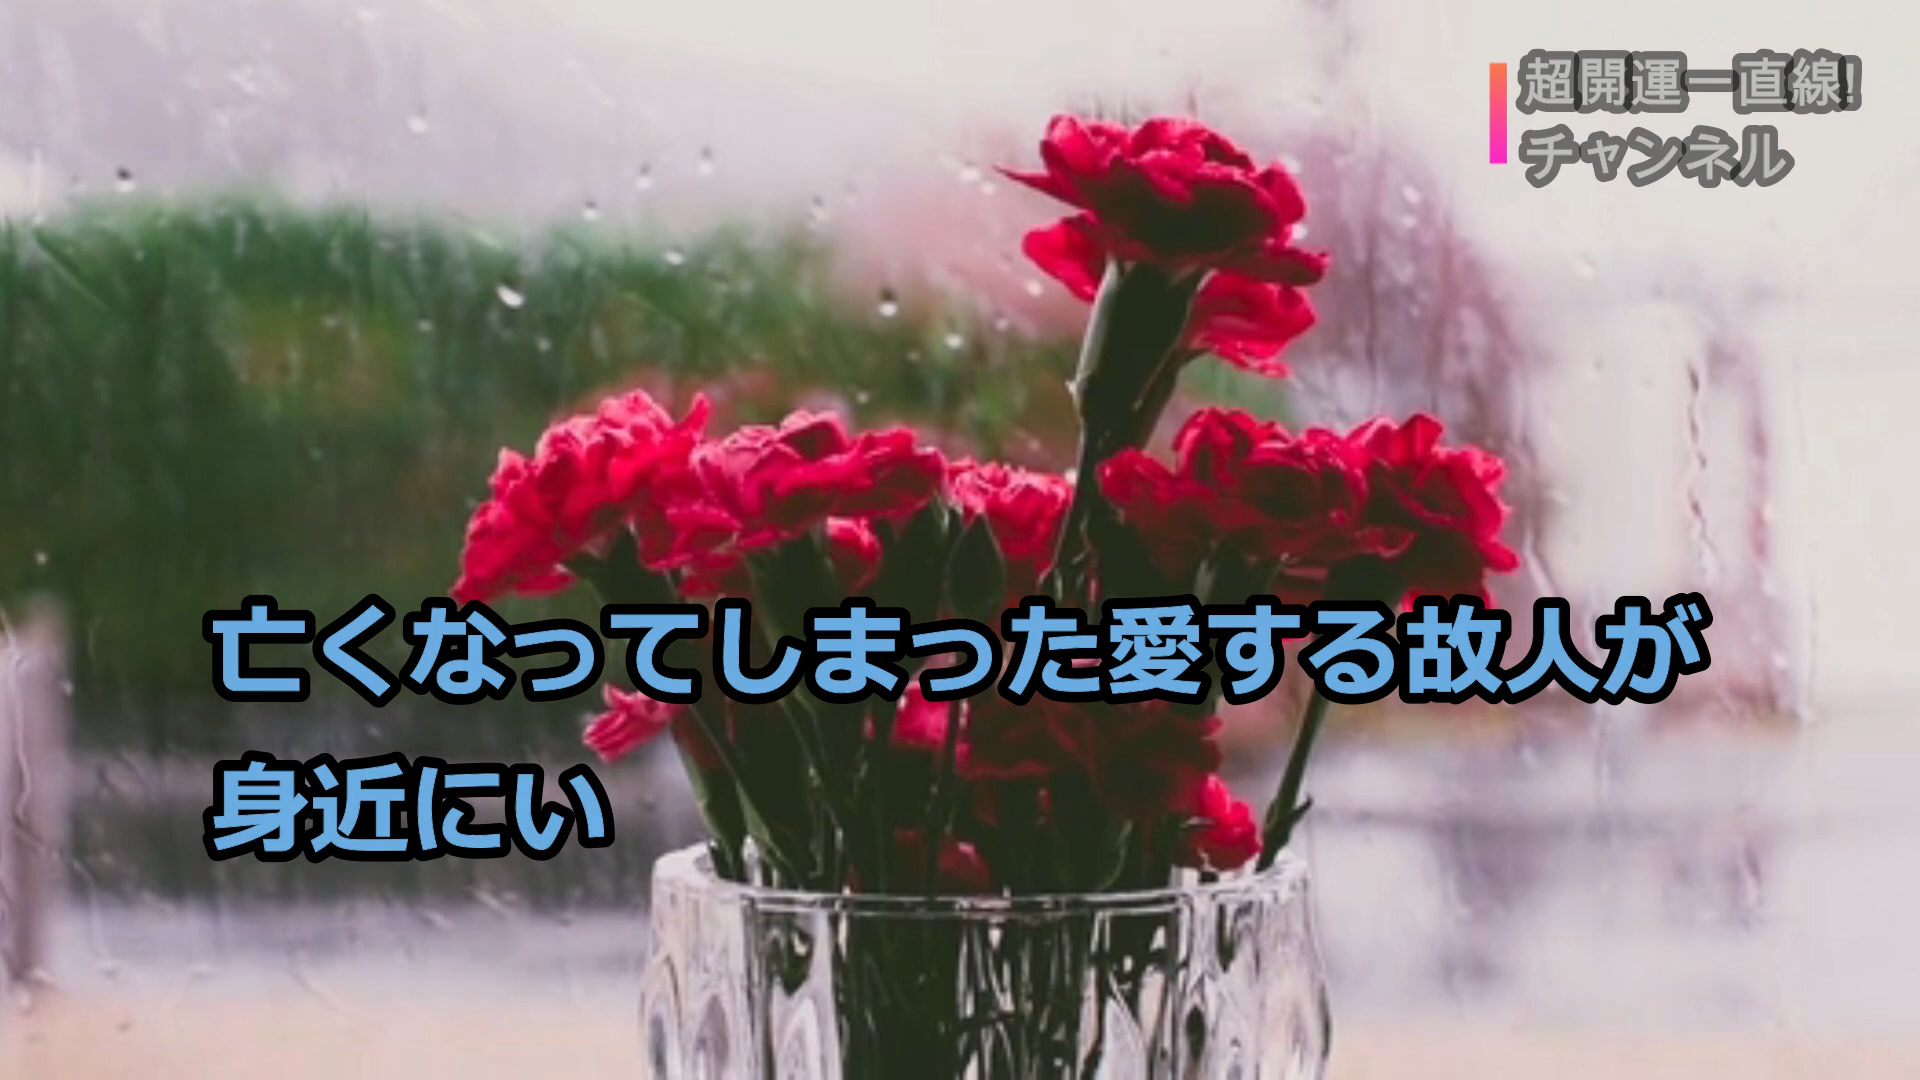 超開運一直線!
チャンネル
亡くなってしまった愛する故人が
身近にい